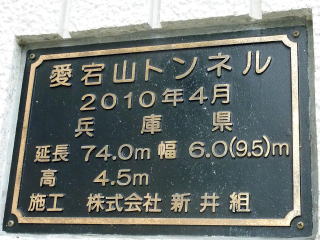 愛宕山トンネル
2010年4月
兵庫県
延長 74.0m 幅 6.0(9.5)m
高 4.5m
施工 株式会社 新井組